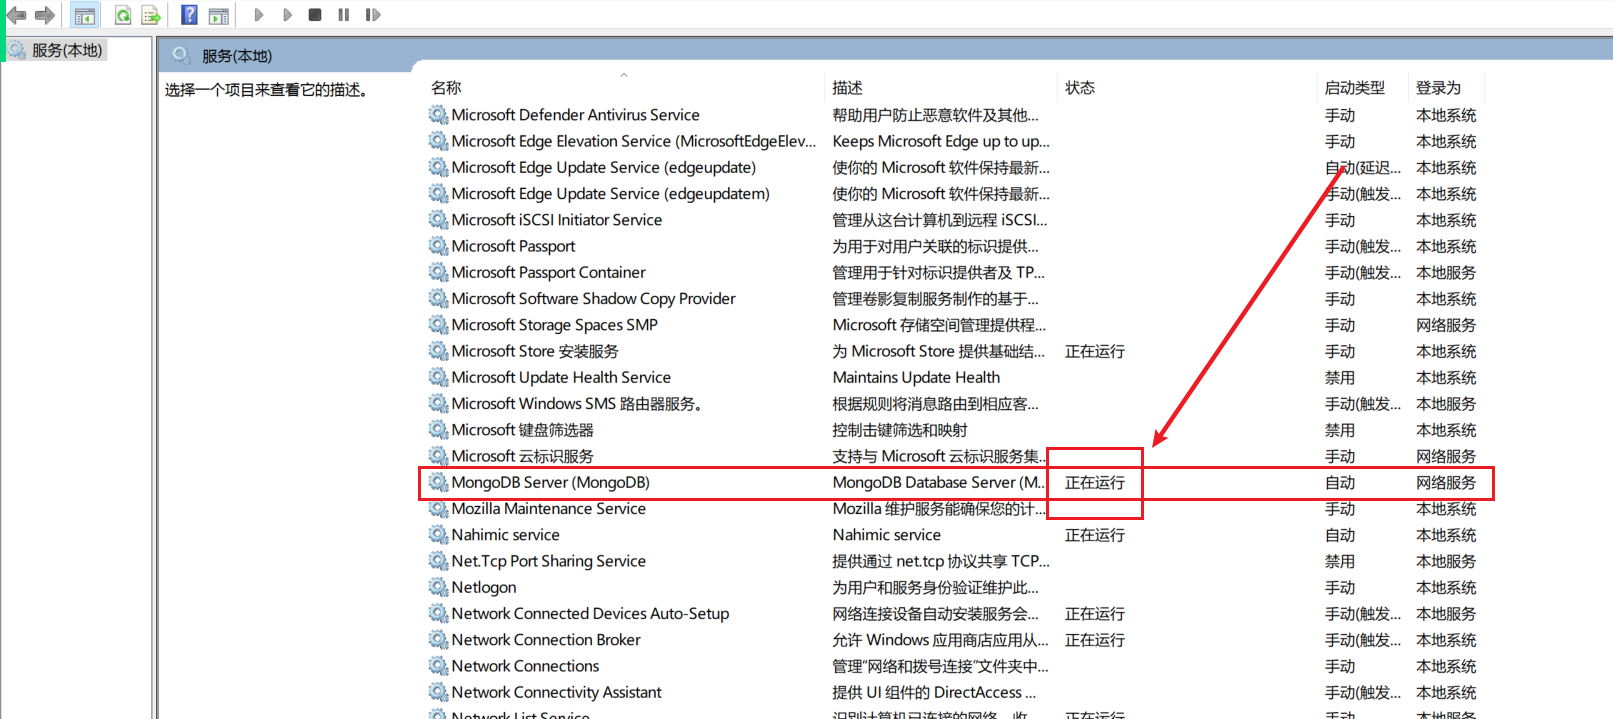 服务(本地)
服务(本地)
选择一个项目来查看它的描述。
名称 描述 状态 启动类型 登录为
Microsoft Defender Antivirus Service 帮助用户防止恶意软件及其他... 手动 本地系统
Microsoft Edge Elevation Service (MicrosoftEdgeElev... Keeps Microsoft Edge up to up... 手动 本地系统
Microsoft Edge Update Service (edgeupdate) 使你的 Microsoft 软件保持最新... 自动(延迟... 本地系统
Microsoft Edge Update Service (edgeupdatem) 使你的 Microsoft 软件保持最新... 手动(触发... 本地系统
Microsoft iSCSI Initiator Service 管理从这台计算机到远程 iSCSI... 手动 本地系统
Microsoft Passport 为用于对用户关联的标识提供... 手动(触发... 本地系统
Microsoft Passport Container 管理用于针对标识提供者及 TP... 手动(触发... 本地服务
Microsoft Software Shadow Copy Provider 管理卷影复制服务制作的基于... 手动 本地系统
Microsoft Storage Spaces SMP Microsoft 存储空间管理提供程... 手动 网络服务
Microsoft Store 安装服务 为 Microsoft Store 提供基础结... 正在运行 手动 本地系统
Microsoft Update Health Service Maintains Update Health 禁用 本地系统
Microsoft Windows SMS 路由器服务。 根据规则将消息路由到相应客... 手动(触发... 本地服务
Microsoft 键盘筛选器 控制击键筛选和映射 禁用 本地系统
Microsoft 云标识服务 支持与 Microsoft 云标识服务集... 手动 网络服务
MongoDB Server (MongoDB) MongoDB Database Server (M... 正在运行 自动 网络服务
Mozilla Maintenance Service Mozilla 维护服务能确保您的计... 手动 本地系统
Nahimic service Nahimic service 正在运行 自动 本地系统
Net.Tcp Port Sharing Service 提供通过 net.tcp 协议共享 TCP... 禁用 本地服务
Netlogon 为用户和服务身份验证维护此... 手动 本地系统
Network Connected Devices Auto-Setup 网络连接设备自动安装服务会... 正在运行 手动(触发... 本地服务
Network Connection Broker 允许 Windows 应用商店应用从... 正在运行 手动(触发... 本地系统
Network Connections 管理“网络和拨号连接”文件夹中... 手动 本地系统
Network Connectivity Assistant 提供 UI 组件的 DirectAccess ... 手动(触发... 本地系统
Network List Service 识别计算机已连接的网络，收... 正在运行 手动 本地服务